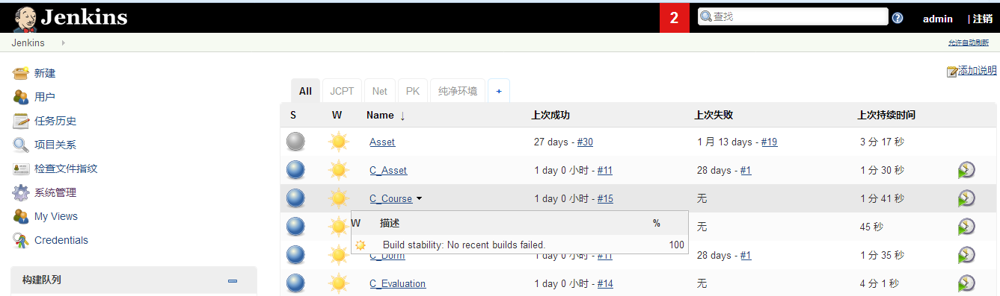 Jenkins 2 查找 admin | 注销
Jenkins 允许自动刷新
添加说明
新建
用户
任务历史
项目关系
检查文件指纹
系统管理
My Views
Credentials
构建队列
All JCPT Net PK 纯净环境 +
S W Name ↓ 上次成功 上次失败 上次持续时间
Asset 27 days - #30 1 月 13 days - #19 3 分 17 秒
C_Asset 1 day 0 小时 - #11 28 days - #1 1 分 30 秒
C_Course 1 day 0 小时 - #15 无 1 分 41 秒
W 描述 %
无 45 秒
Build stability: No recent builds failed. 100
C_Dorm 1 day 0 小时 - #11 28 days - #1 1 分 35 秒
C_Evaluation 1 day 0 小时 - #14 无 4 分 1 秒